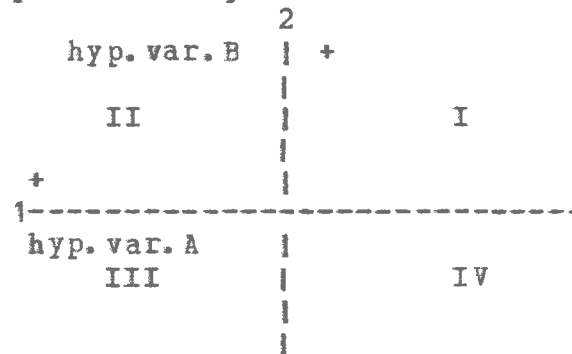 2
hyp.var.B +
II I
+
1
hyp.var.A
III IV